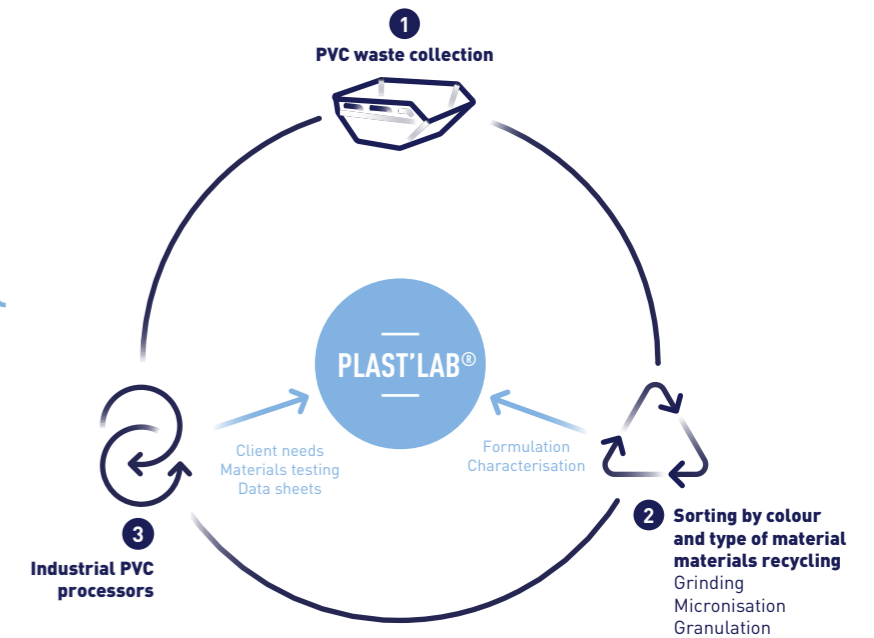 1
PVC waste collection
PLAST'LAB®
Client needs
Materials testing
Data sheets
Formulation
Characterisation
2
Sorting by colour
and type of material
materials recycling
Grinding
Micronisation
Granulation
3
Industrial PVC
processors